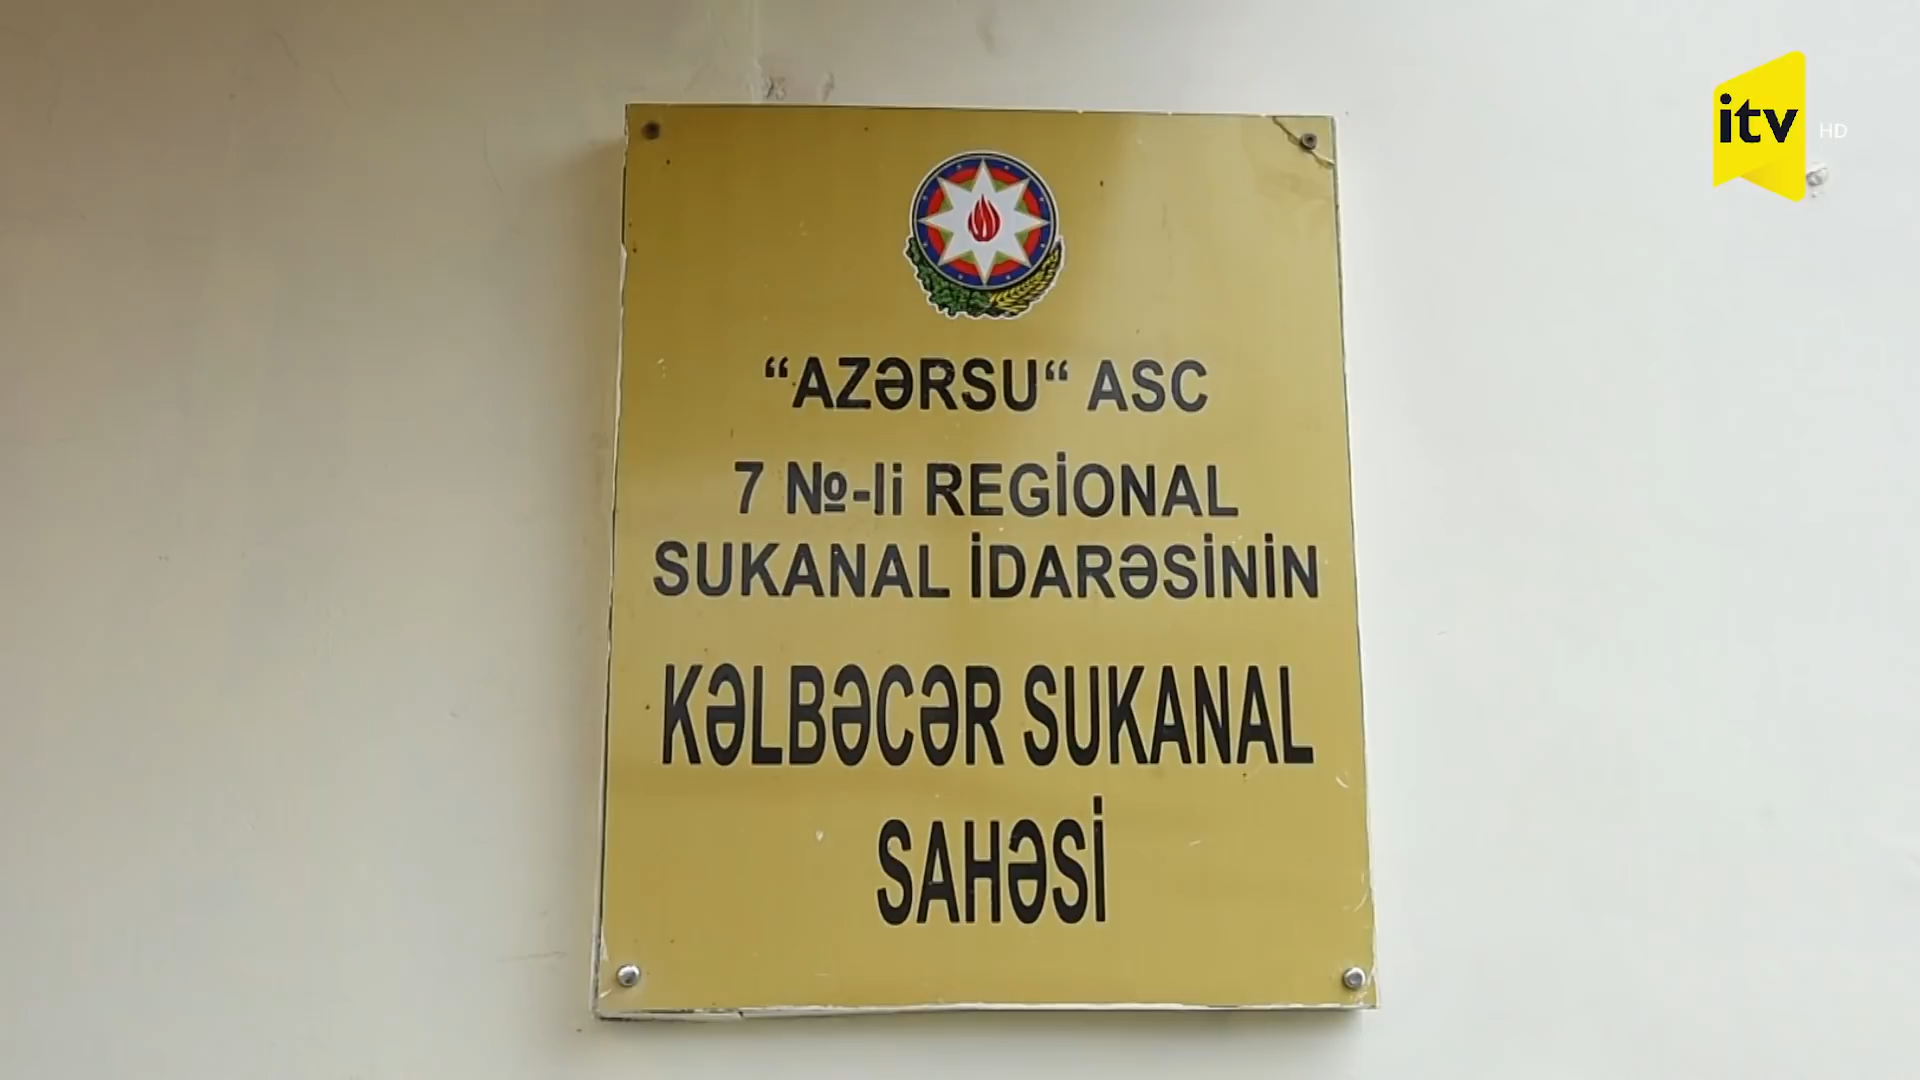 itv HD
“AZƏRSU“ ASC
7 №-li REGİONAL
SUKANAL İDARƏSİNİN
KƏLBƏCƏR SUKANAL
SAHƏSİ